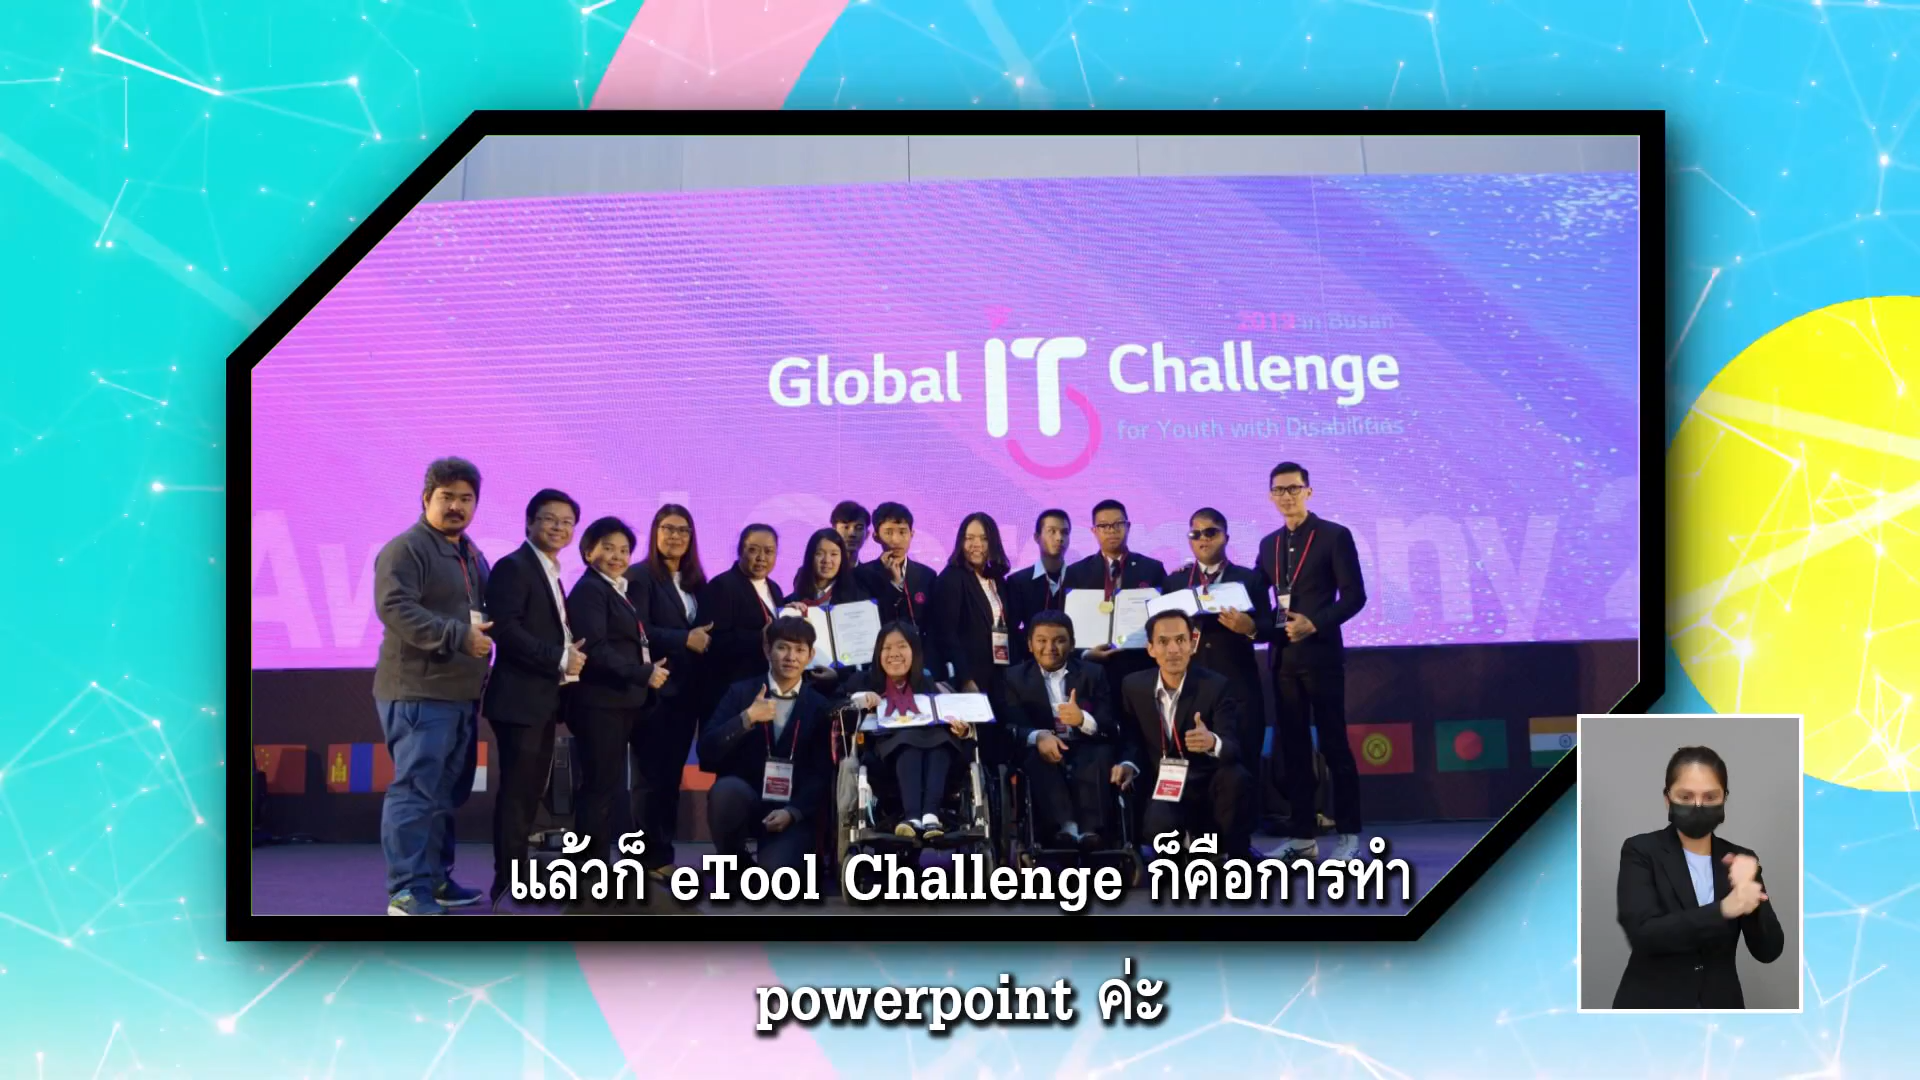 2019 in Busan
Global IT Challenge
for Youth with Disabilities
แล้วก็ eTool Challenge ก็คือการทำ
powerpoint ค่ะ